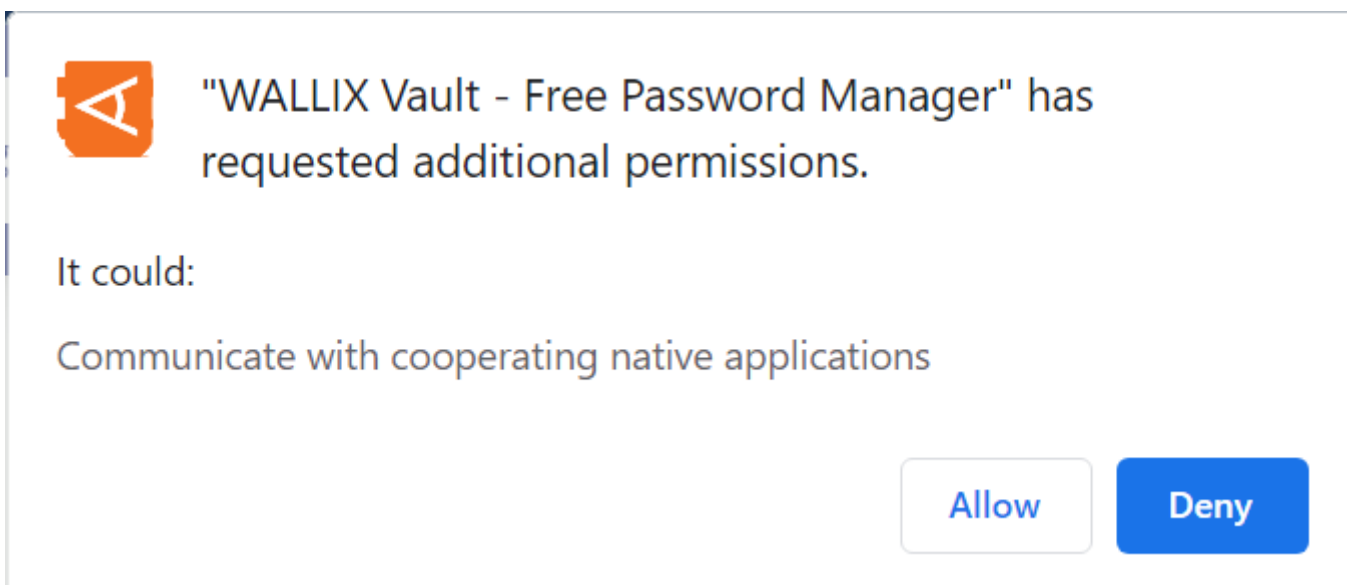 "WALLIX Vault - Free Password Manager" has
requested additional permissions.
It could:
Communicate with cooperating native applications
Allow
Deny